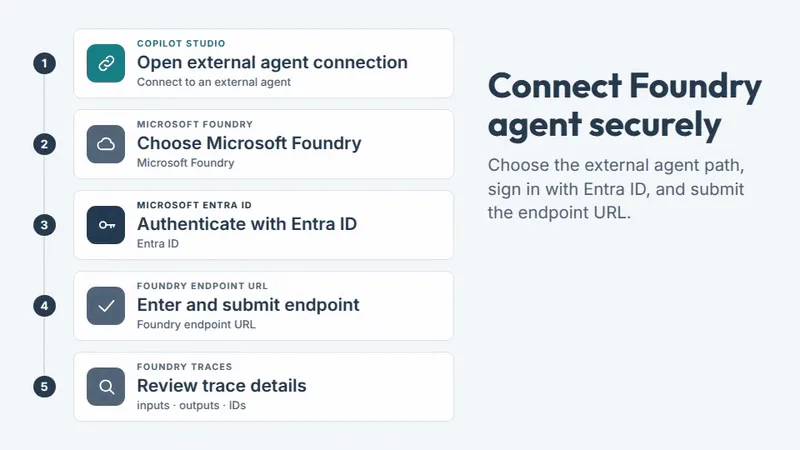 1
COPILOT STUDIO
Open external agent connection
Connect to an external agent
2
MICROSOFT FOUNDRY
Choose Microsoft Foundry
Microsoft Foundry
3
MICROSOFT ENTRA ID
Authenticate with Entra ID
Entra ID
4
FOUNDRY ENDPOINT URL
Enter and submit endpoint
Foundry endpoint URL
5
FOUNDRY TRACES
Review trace details
inputs · outputs · IDs
Connect Foundry
agent securely
Choose the external agent path,
sign in with Entra ID, and submit
the endpoint URL.